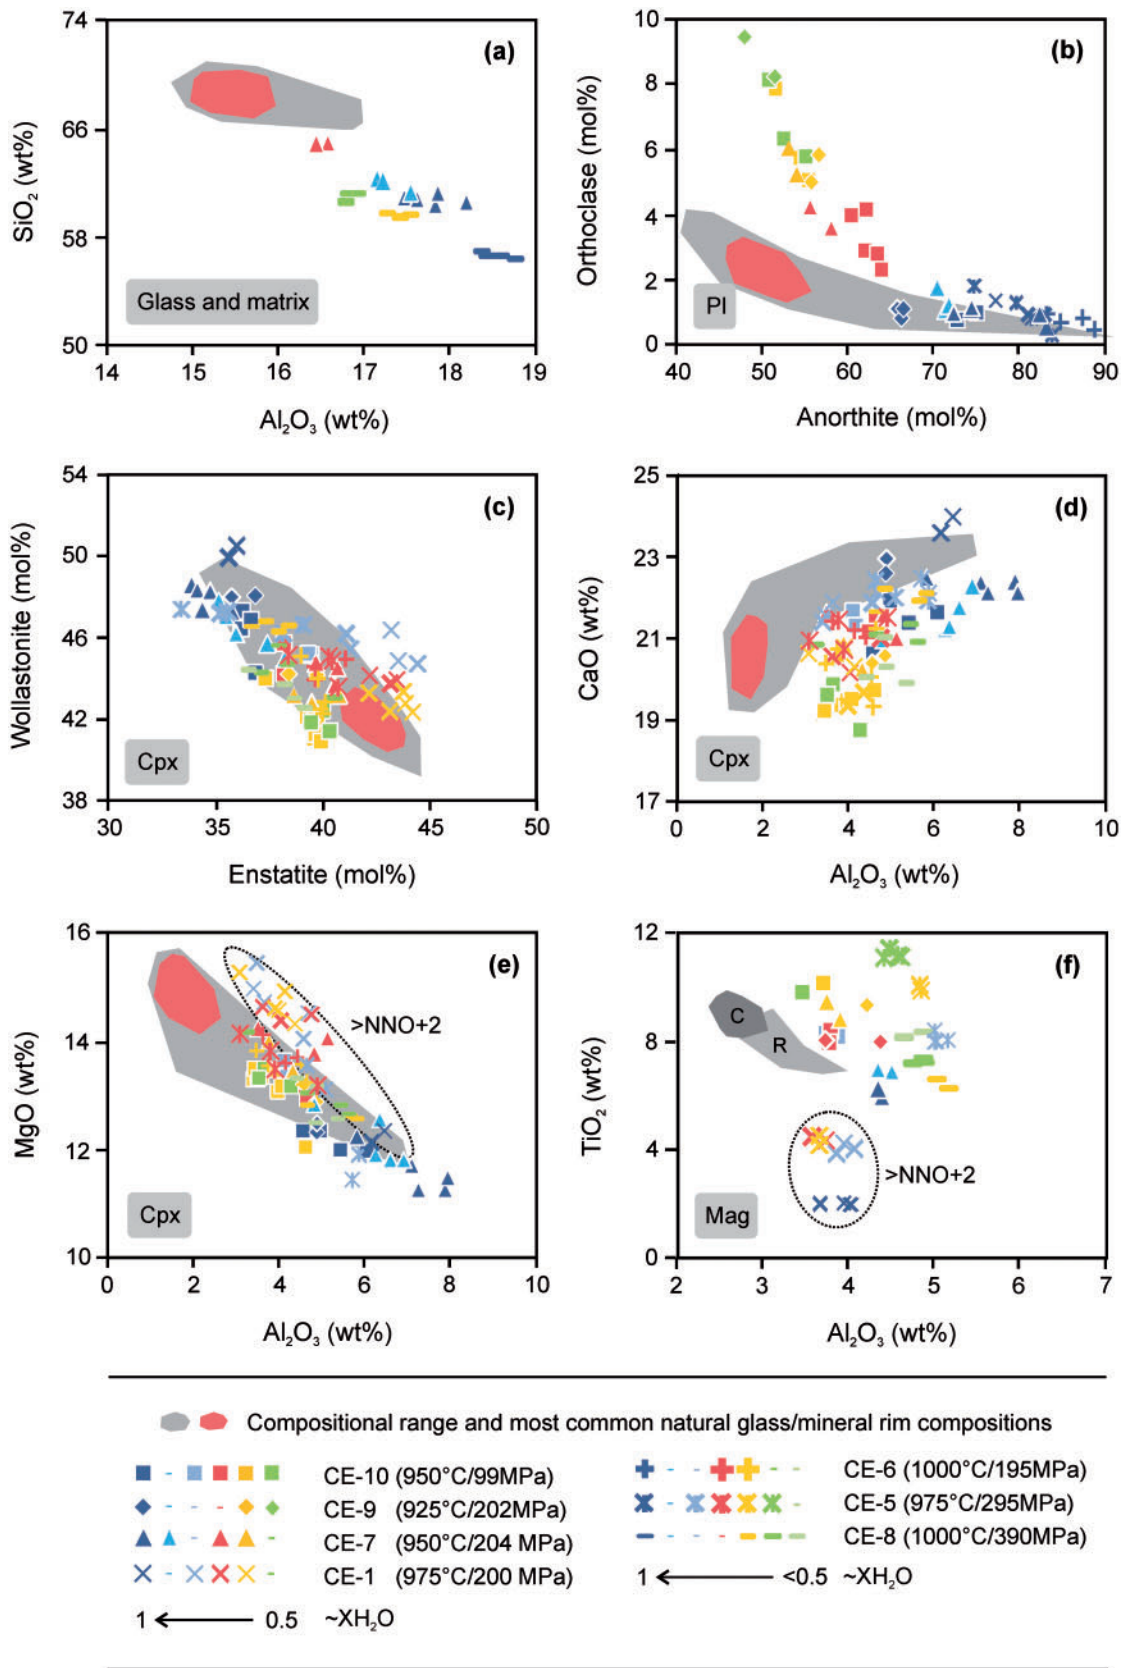 74
66
58
50
SiO₂ (wt%)
(a)
Glass and matrix
14 15 16 17 18 19
Al₂O₃ (wt%)
10
8
6
4
2
0
Orthoclase (mol%)
(b)
Pl
40 50 60 70 80 90
Anorthite (mol%)
54
50
46
42
38
Wollastonite (mol%)
(c)
Cpx
30 35 40 45 50
Enstatite (mol%)
25
23
21
19
17
CaO (wt%)
(d)
Cpx
0 2 4 6 8 10
Al₂O₃ (wt%)
16
14
12
10
MgO (wt%)
(e)
>NNO+2
Cpx
0 2 4 6 8 10
Al₂O₃ (wt%)
12
8
4
0
TiO₂ (wt%)
(f)
C
R
>NNO+2
Mag
2 3 4 5 6 7
Al₂O₃ (wt%)
Compositional range and most common natural glass/mineral rim compositions
CE-10 (950°C/99MPa)
CE-9 (925°C/202MPa)
CE-7 (950°C/204 MPa)
CE-1 (975°C/200 MPa)
1 0.5 ~XH₂O
CE-6 (1000°C/195MPa)
CE-5 (975°C/295MPa)
CE-8 (1000°C/390MPa)
1 <0.5 ~XH₂O